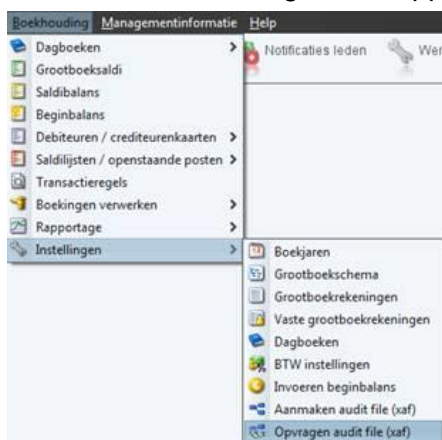 Boekhouding Managementinformatie Help
Notificaties leden
Dagboeken
Grootboeksaldi
Saldibalans
Beginbalans
Debiteuren / crediteurenkaarten
Saldilijsten / openstaande posten
Transactieregels
Boekingen verwerken
Rapportage
Instellingen
Boekjaren
Grootboekschema
Grootboekrekeningen
Vaste grootboekrekeningen
Dagboeken
BTW instellingen
Invoeren beginbalans
Aanmaken audit file (xaf)
Opvragen audit file (xaf)